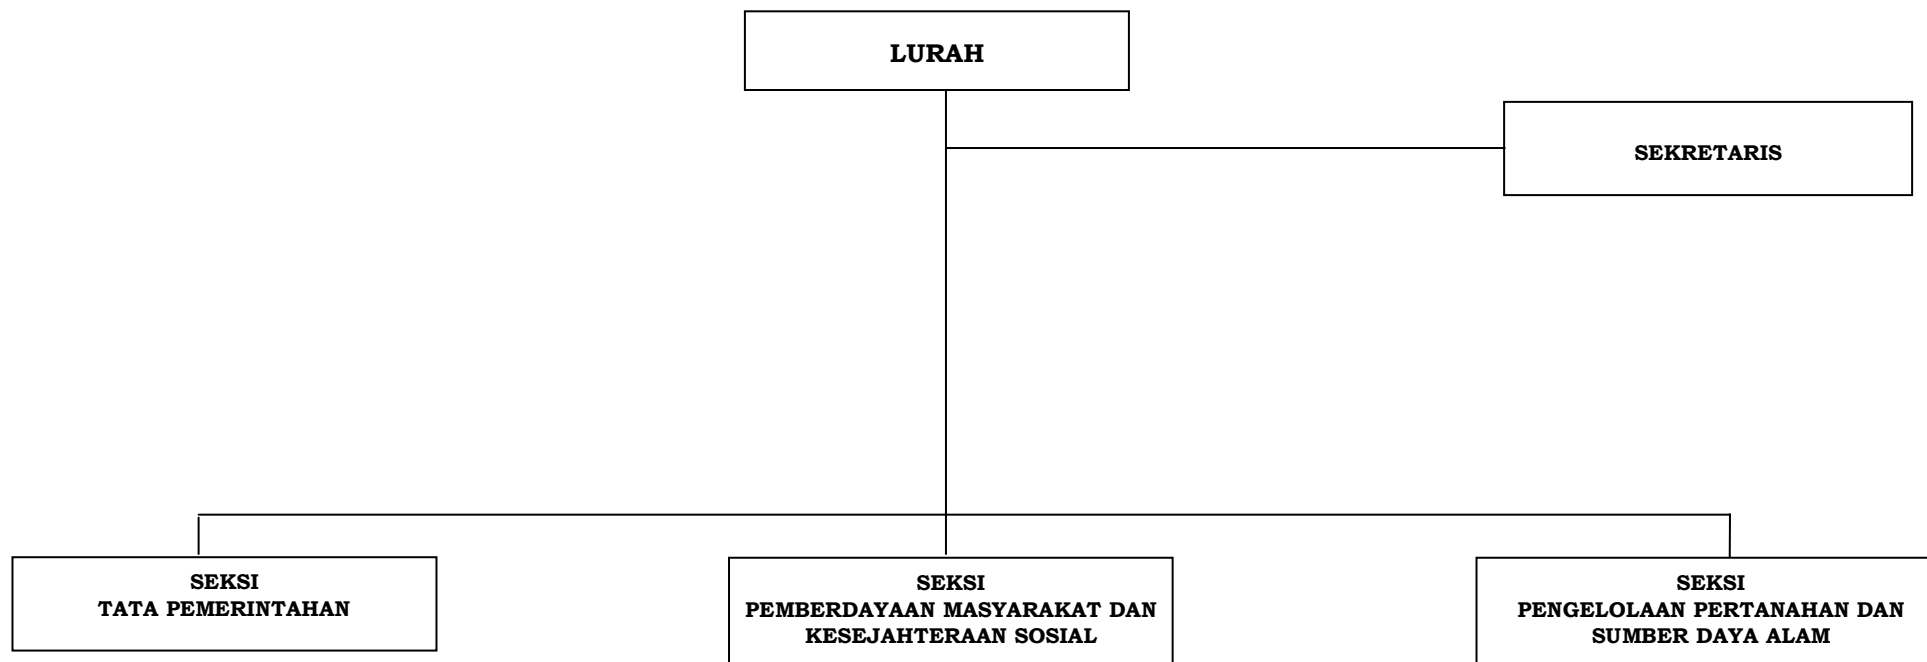 LURAH
SEKRETARIS
SEKSI
TATA PEMERINTAHAN
SEKSI
PEMBERDAYAAN MASYARAKAT DAN
KESEJAHTERAAN SOSIAL
SEKSI
PENGELOLAAN PERTANAHAN DAN
SUMBER DAYA ALAM